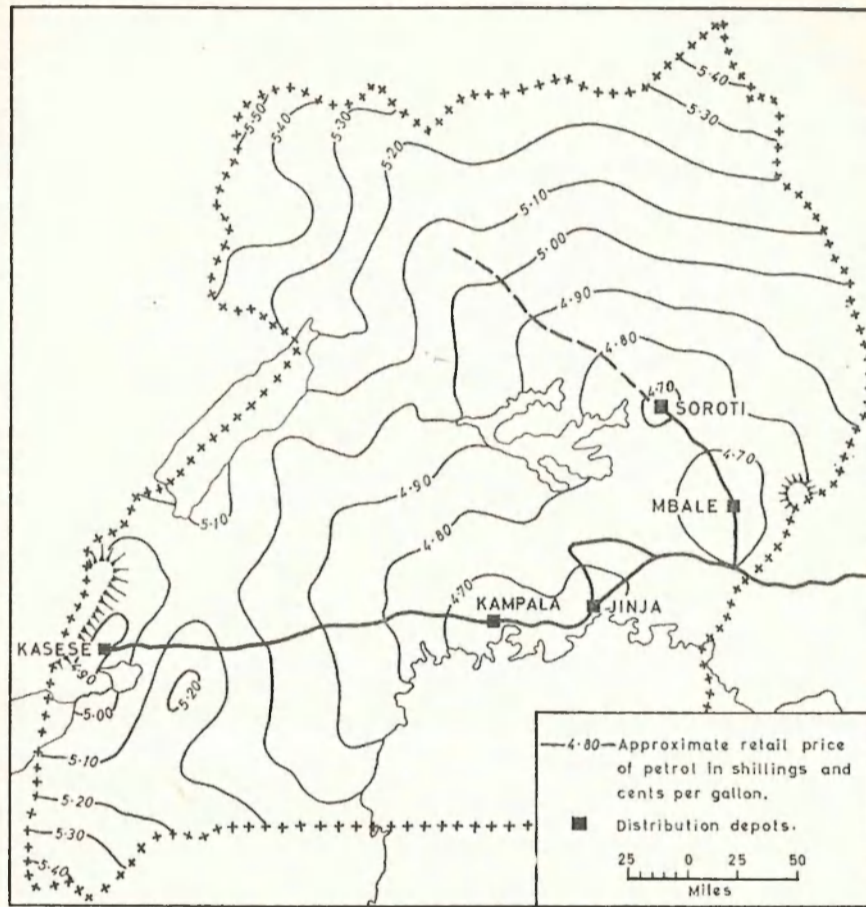 5·40
5·50
5·40
5·30
5·30
5·20
5·10
5·00
4·90
4·80
4·70
SOROTI
4·70
4·90
MBALE
5·10
4·80
4·70
KAMPALA
JINJA
KASESE
4·90
5·20
5·00
5·10
5·20
5·30
5·40
—4·80—Approximate retail price
of petrol in shillings and
cents per gallon.
Distribution depots.
25 0 25 50
Miles